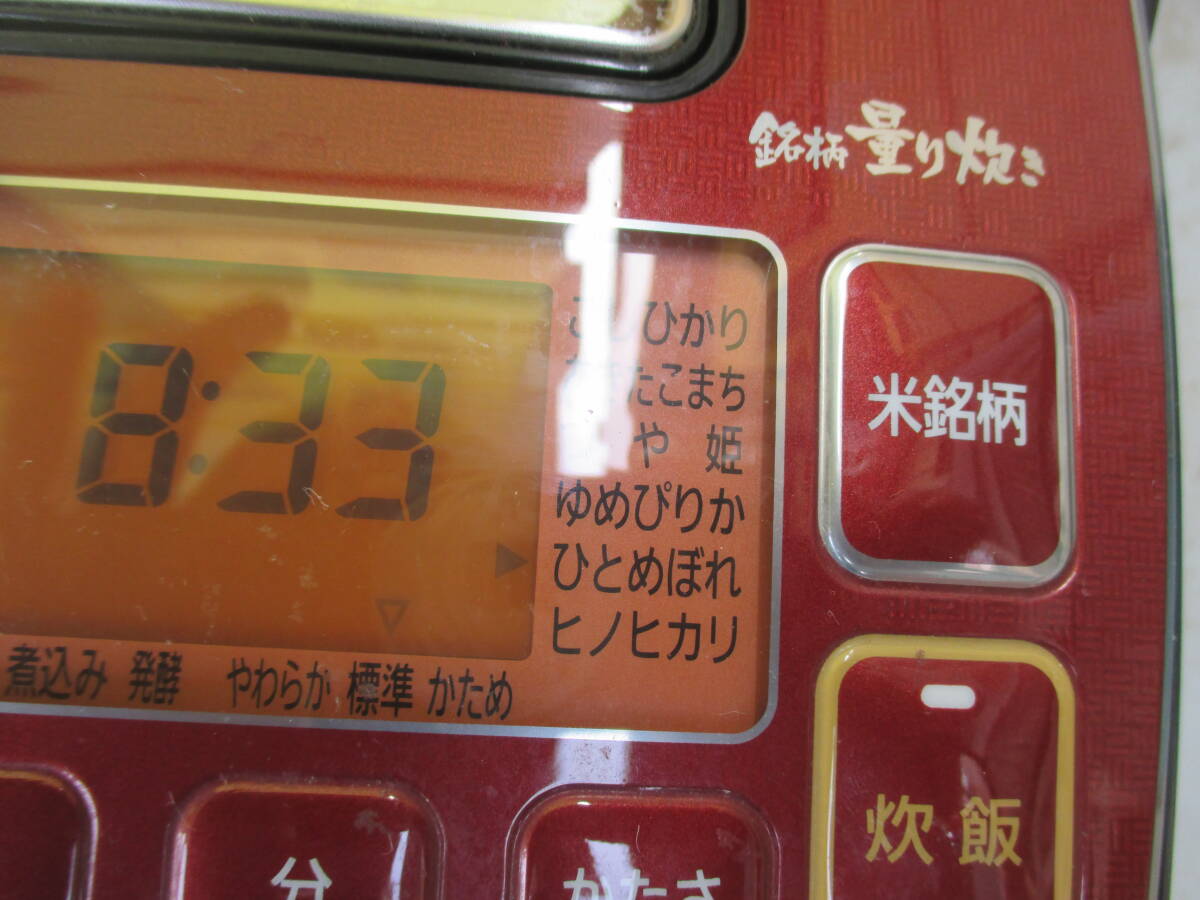 銘柄量り炊き
8:33
ひかり
たこまち
や 姫
ゆめぴりか
ひとめぼれ
ヒノヒカリ
煮込み 発酵 やわらか 標準 かため
米銘柄
炊飯
分
かたさ